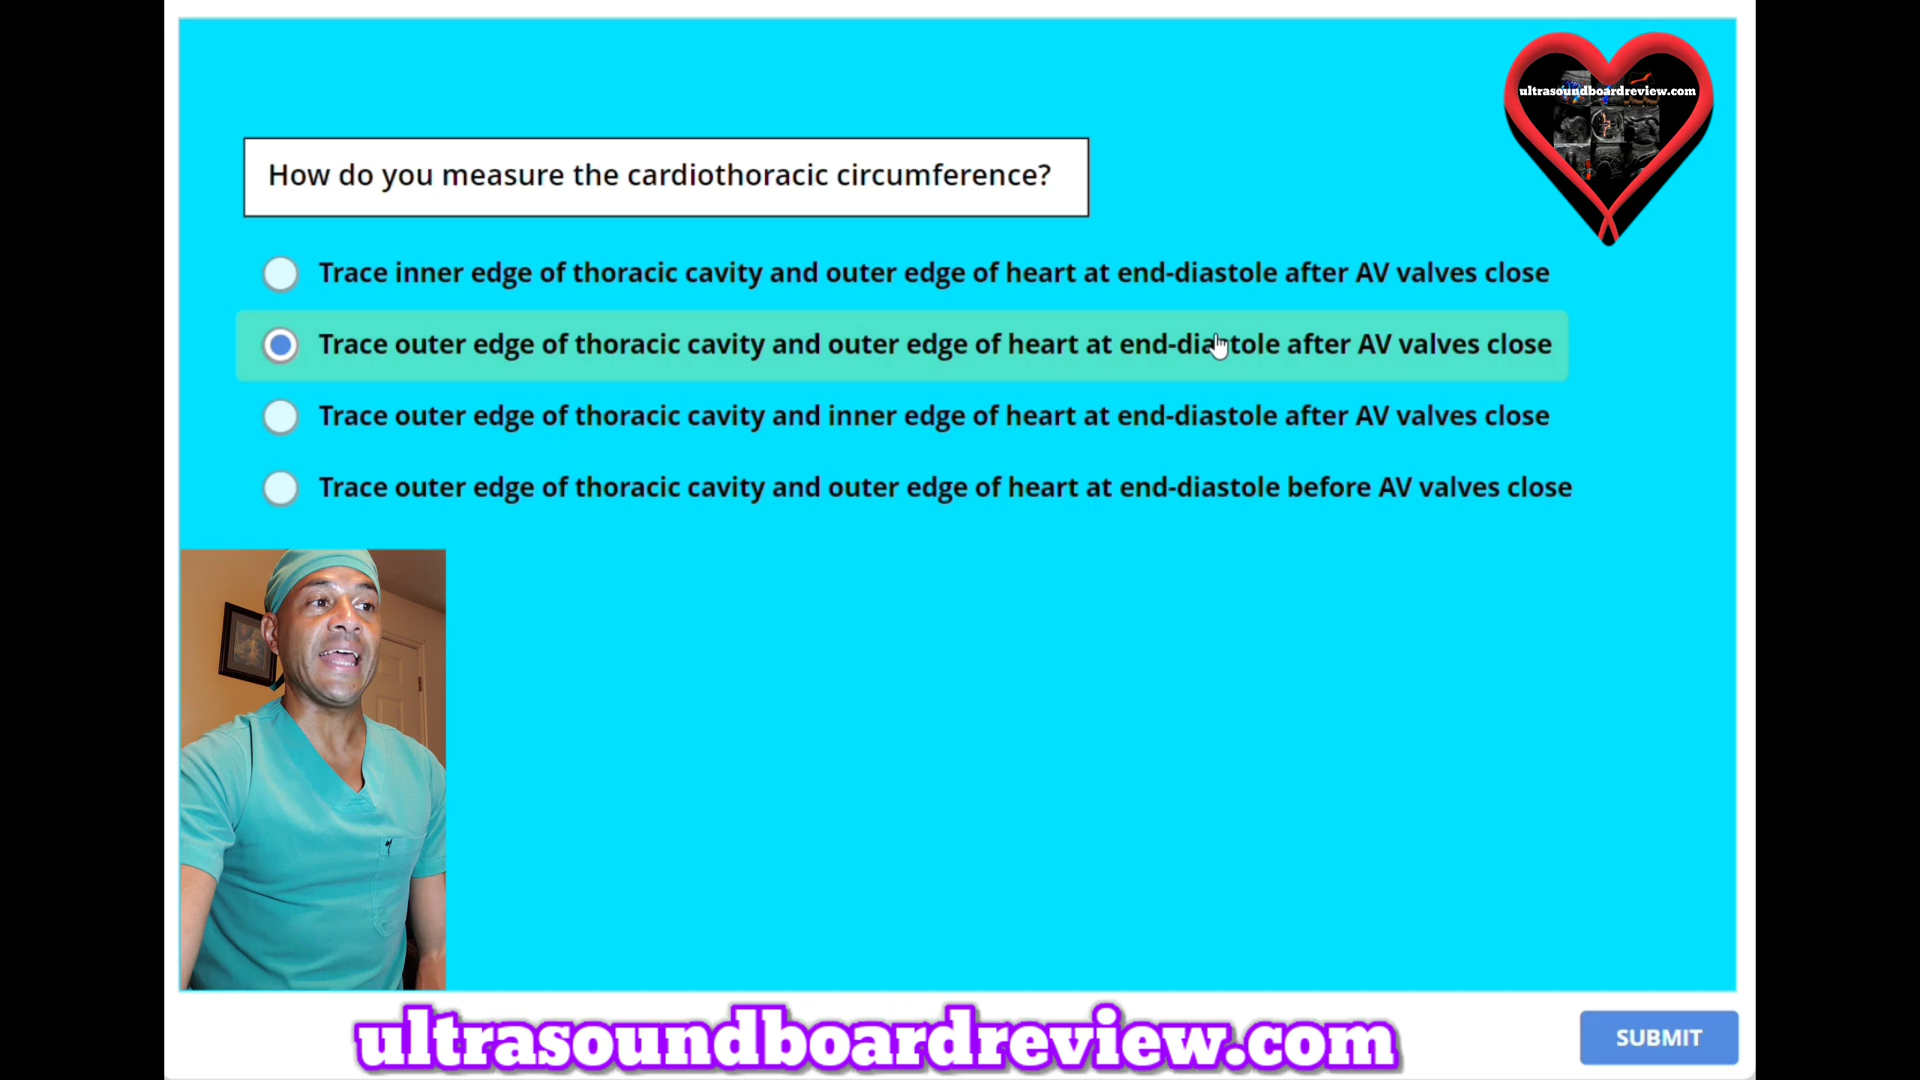 ultrasoundboardreview.com
How do you measure the cardiothoracic circumference?
Trace inner edge of thoracic cavity and outer edge of heart at end-diastole after AV valves close
Trace outer edge of thoracic cavity and outer edge of heart at end-diastole after AV valves close
Trace outer edge of thoracic cavity and inner edge of heart at end-diastole after AV valves close
Trace outer edge of thoracic cavity and outer edge of heart at end-diastole before AV valves close
ultrasoundboardreview.com
SUBMIT